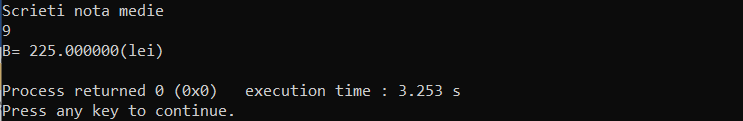 Scrieti nota medie
9
B= 225.000000(lei)
Process returned 0 (0x0)   execution time : 3.253 s
Press any key to continue.